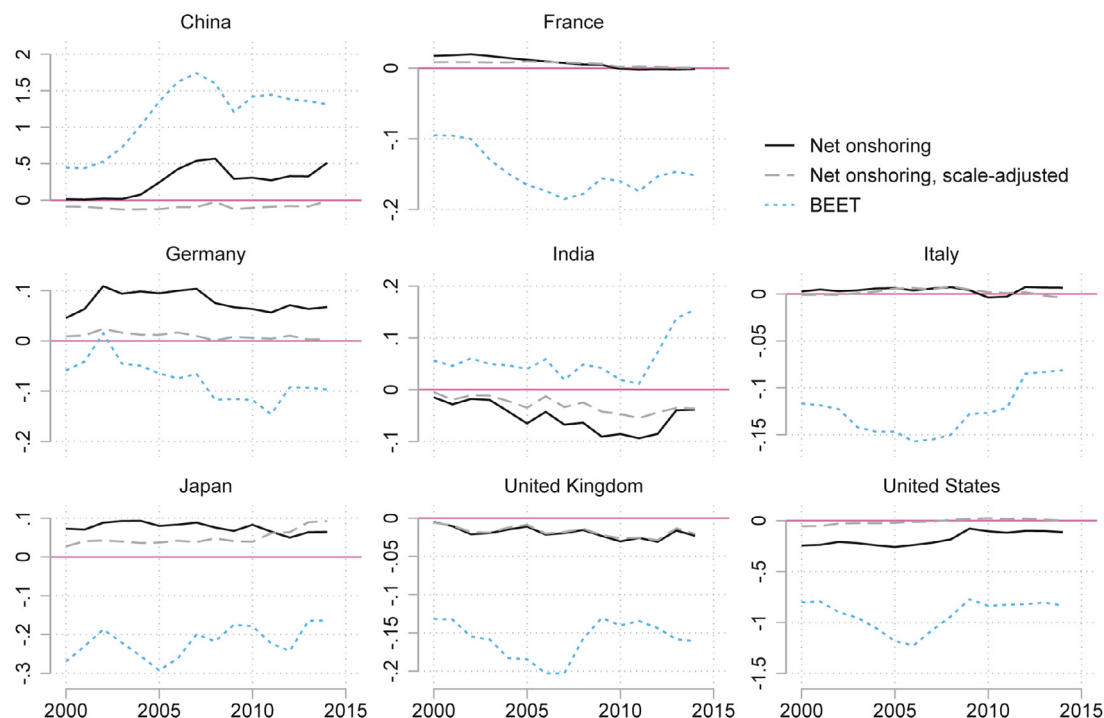 China
France
2
1.5
1
.5
0
0
-.1
-.2
Net onshoring
Net onshoring, scale-adjusted
BEET
Germany
India
Italy
.1
0
-.1
-.2
.2
.1
0
-.1
0
-.05
-.1
-.15
Japan
United Kingdom
United States
.1
0
-.1
-.2
-.3
0
-.05
-.1
-.15
-.2
0
-.5
-1
-1.5
2000 2005 2010 2015
2000 2005 2010 2015
2000 2005 2010 2015